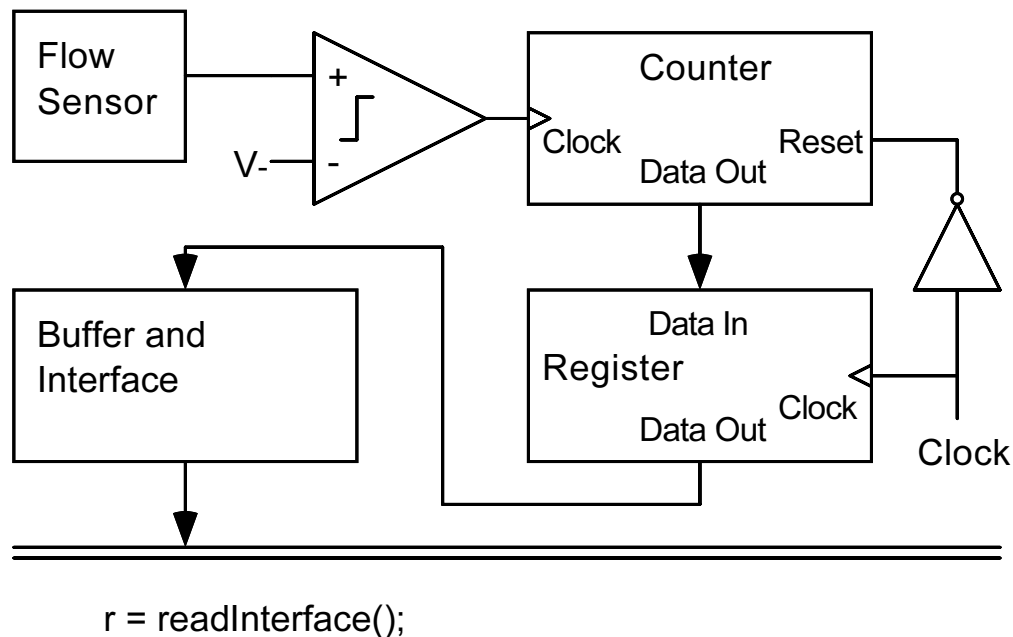 Flow
Sensor
+
-
V-
Counter
Clock
Reset
Data Out
Buffer and
Interface
Data In
Register
Clock
Data Out
Clock
r = readInterface();